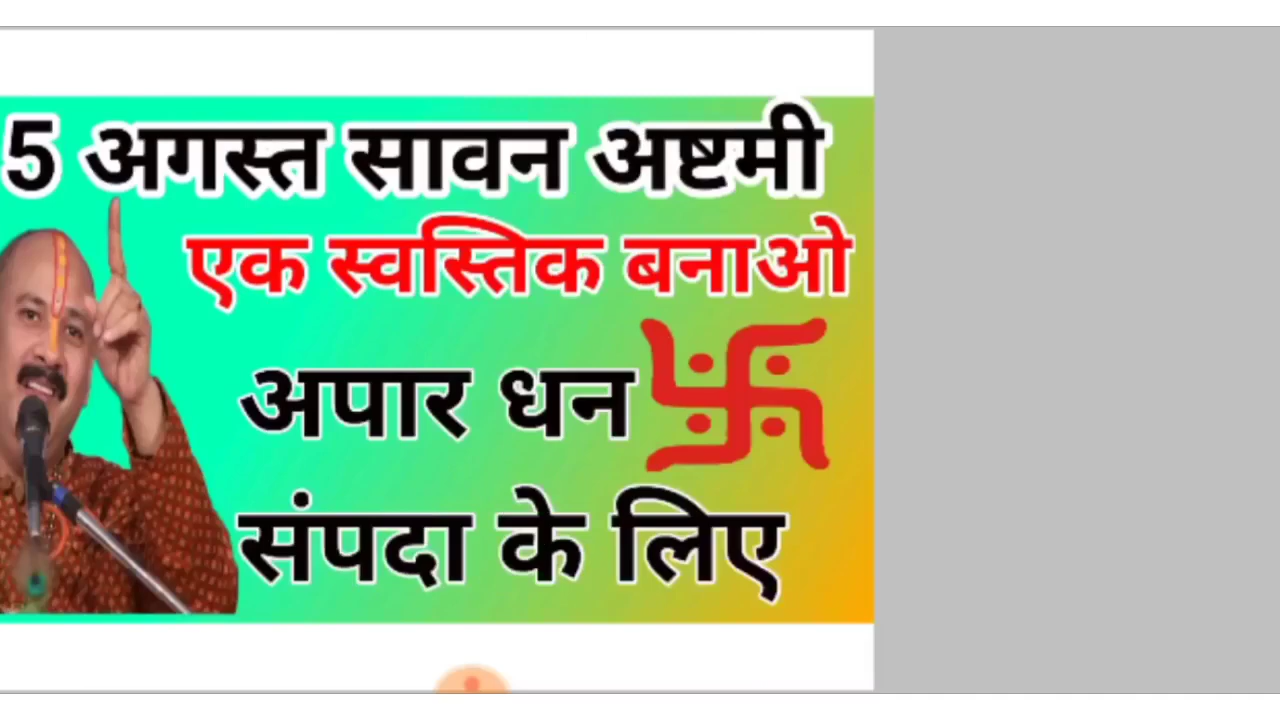 5 अगस्त सावन अष्टमी
एक स्वस्तिक बनाओ
अपार धन
संपदा के लिए